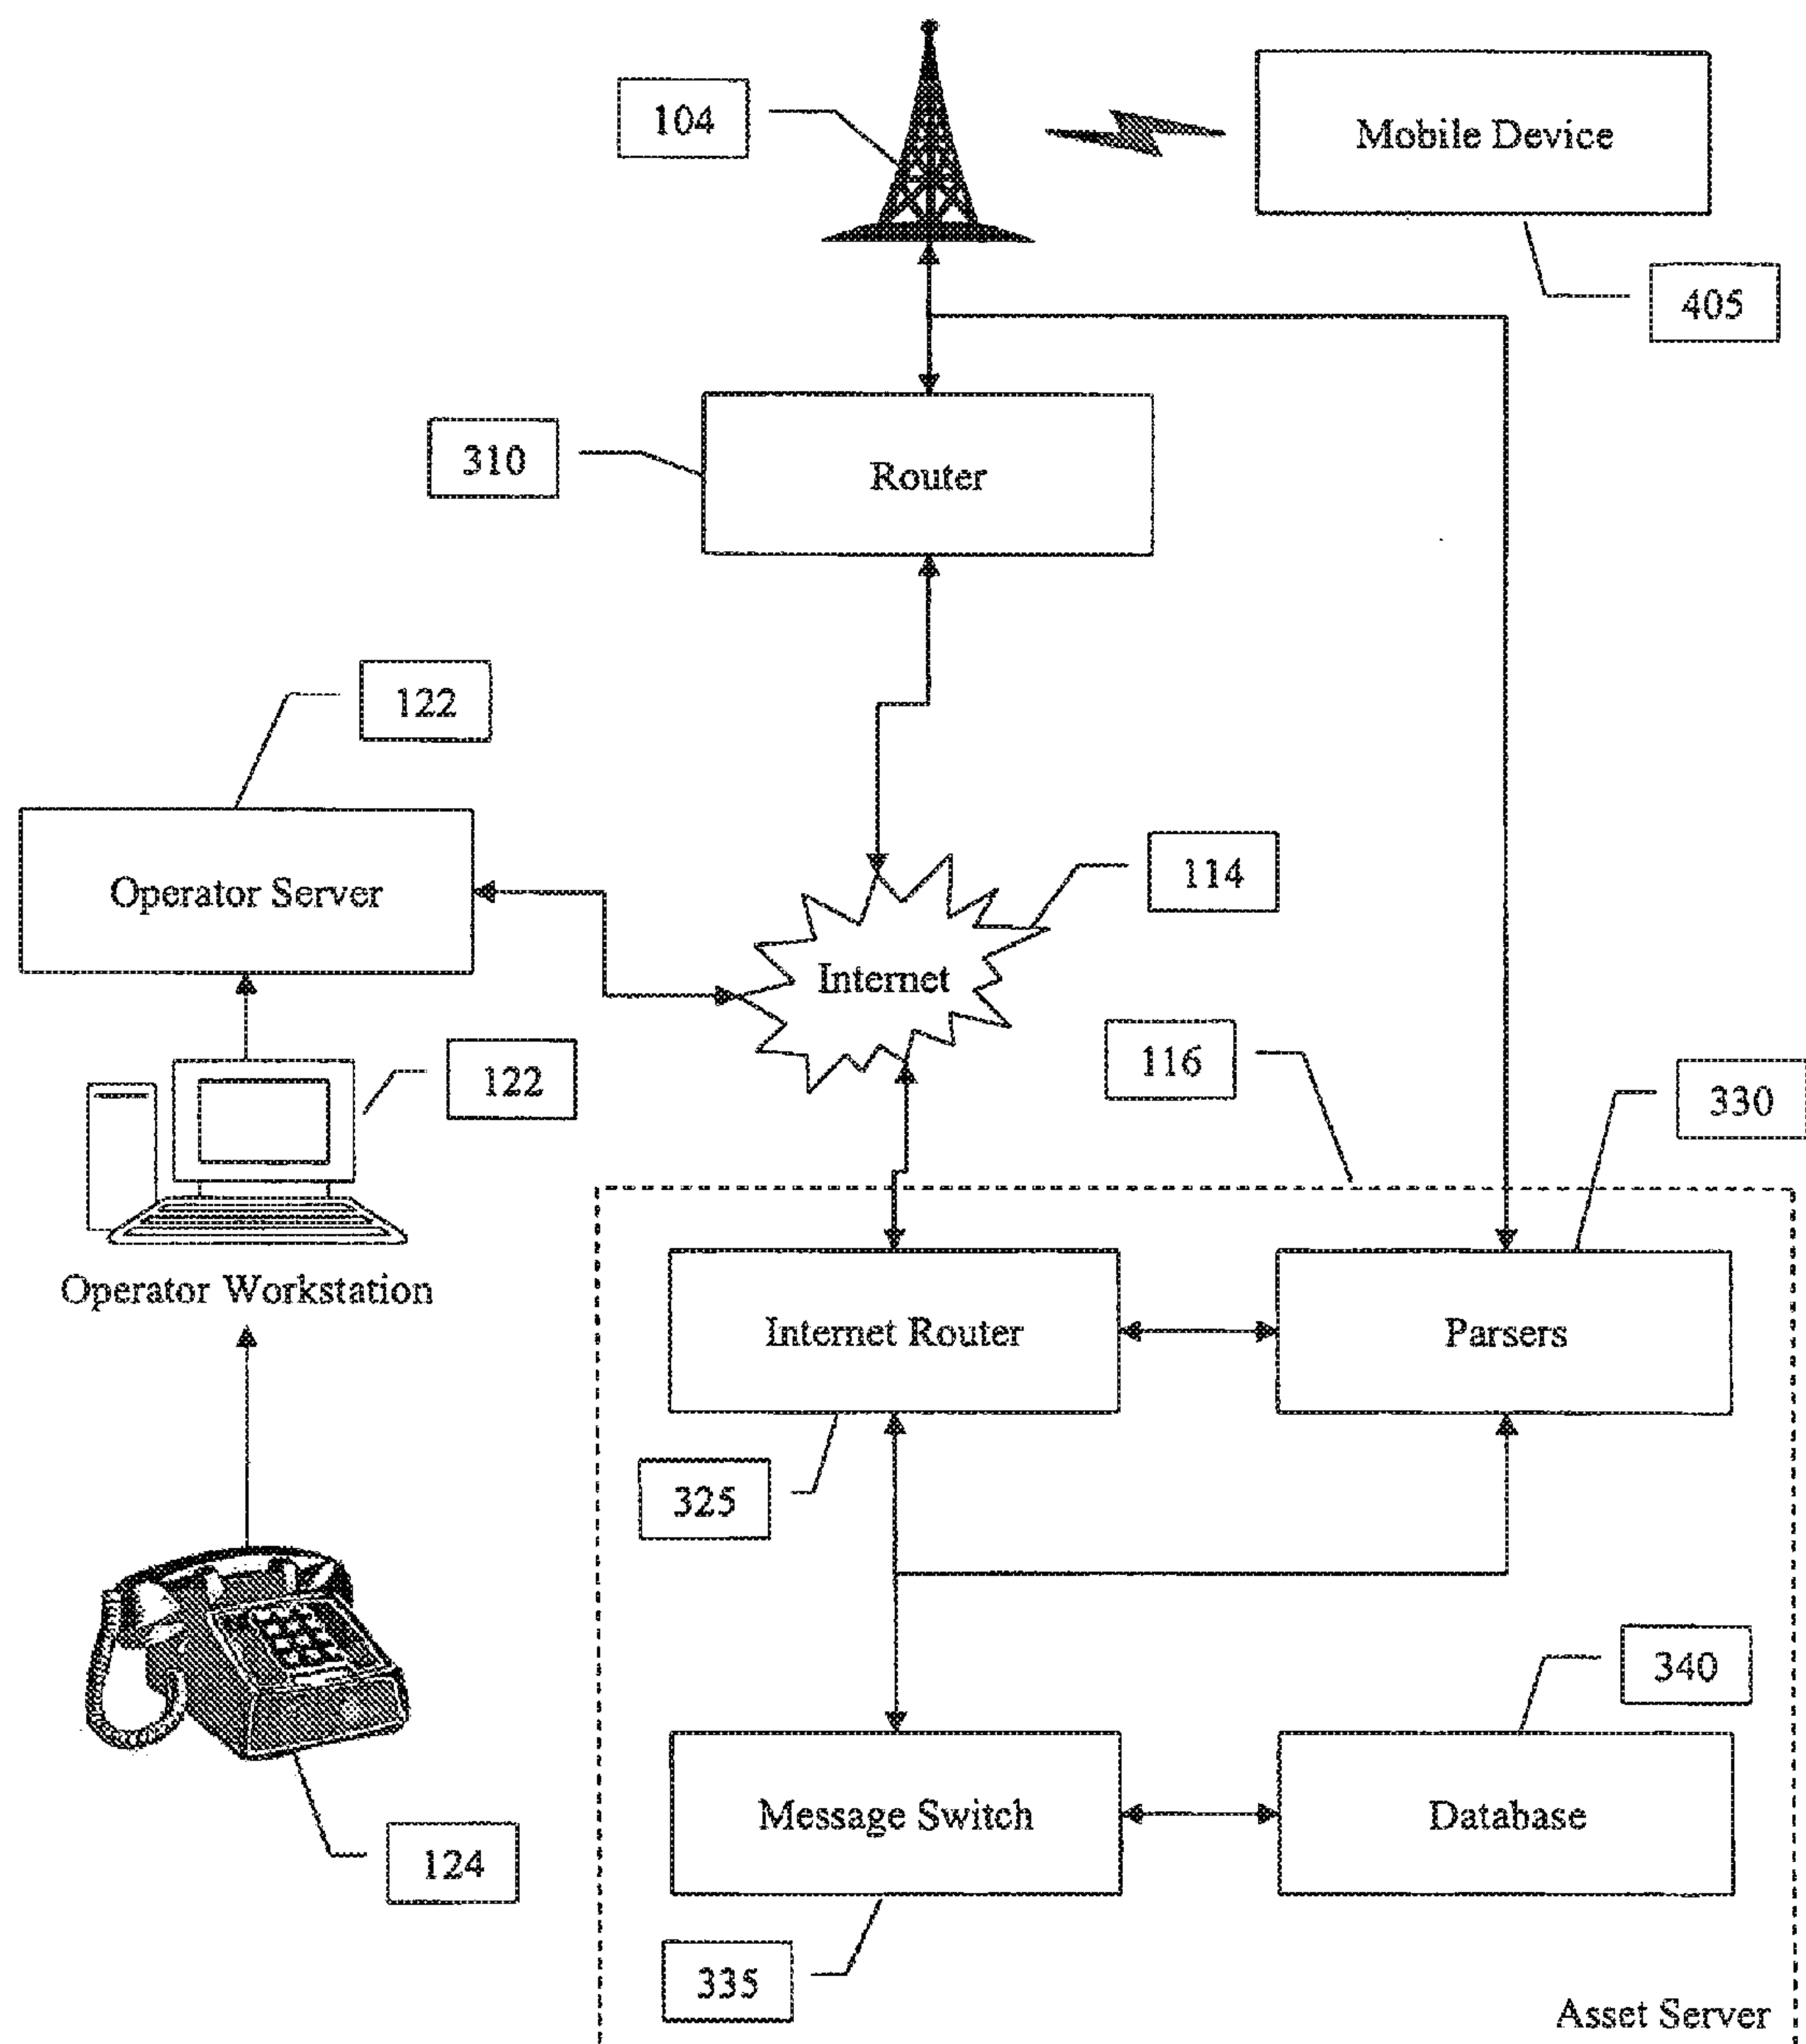 104
Mobile Device
405
310
Router
122
Operator Server
114
Internet
122
116
330
Operator Workstation
Internet Router
Parsers
325
340
Message Switch
Database
124
335
Asset Server